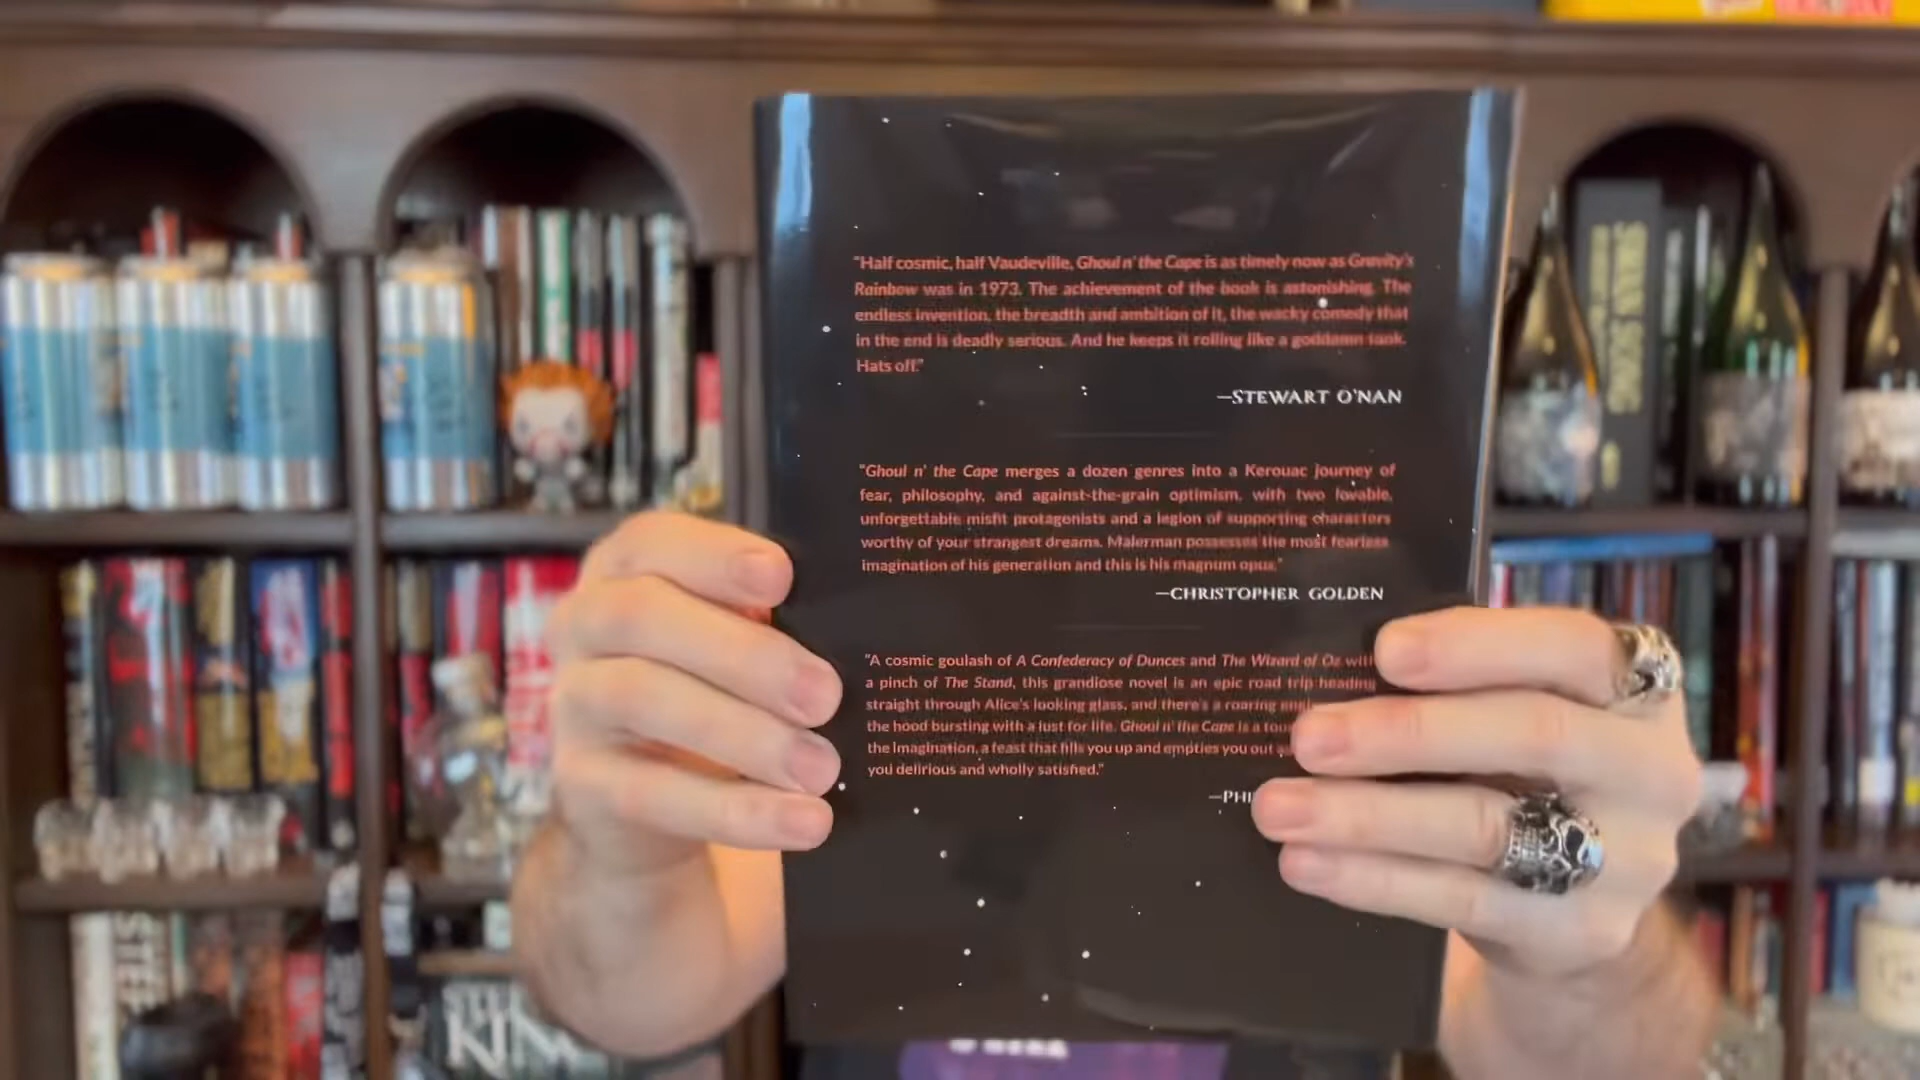 "Half cosmic, half Vaudeville, Ghoul n' the Cape is as timely now as Gravity's
Rainbow was in 1973. The achievement of the book is astonishing. The
endless invention, the breadth and ambition of it, the wacky comedy that
in the end is deadly serious. And he keeps it rolling like a goddamn tank.
Hats off."
—STEWART O'NAN
"Ghoul n' the Cape merges a dozen genres into a Kerouac journey of
fear, philosophy, and against-the-grain optimism, with two lovable,
unforgettable misfit protagonists and a legion of supporting characters
worthy of your strangest dreams. Malerman possesses the most fearless
imagination of his generation and this is his magnum opus."
—CHRISTOPHER GOLDEN
"A cosmic goulash of A Confederacy of Dunces and The Wizard of Oz with
a pinch of The Stand, this grandiose novel is an epic road trip heading
straight through Alice's looking glass, and there's a roaring
the hood bursting with a lust for life. Ghoul n' the Cape is a
the imagination, a feast that fills you up and empties you out
you delirious and wholly satisfied."
KING